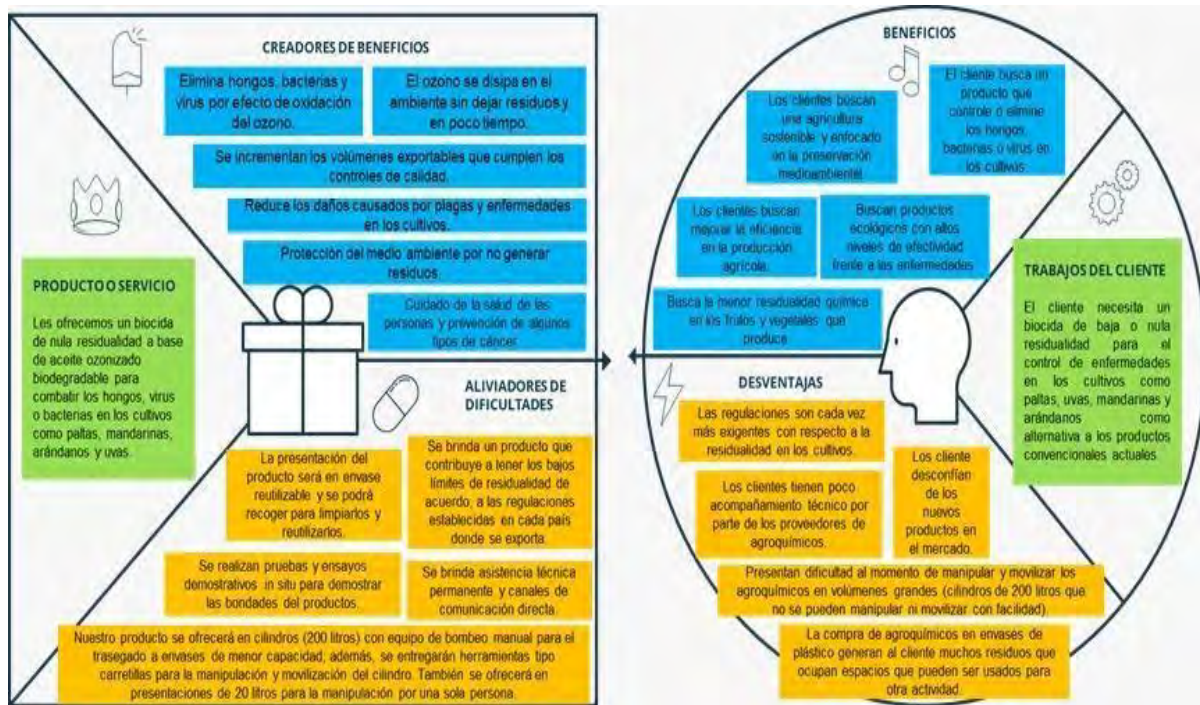 CREADORES DE BENEFICIOS
Elimina hongos, bacterias y
virus por efecto de oxidación
del ozono.
El ozono se disipa en el
ambiente sin dejar residuos y
en poco tiempo.
Se incrementan los volúmenes exportables que cumplen los
controles de calidad.
Reduce los daños causados por plagas y enfermedades
en los cultivos.
Protección del medio ambiente por no generar
residuos.
Cuidado de la salud de las
personas y prevención de algunos
tipos de cáncer.
PRODUCTO O SERVICIO
Les ofrecemos un biocida
de nula residualidad a base
de aceite ozonizado
biodegradable para
combatir los hongos, virus
o bacterias en los cultivos
como paltas, mandarinas,
arándanos y uvas.
ALIVIADORES DE
DIFICULTADES
La presentación del
producto será en envase
reutilizable y se podrá
recoger para limpiarlos y
reutilizarlos.
Se brinda un producto que
contribuye a tener los bajos
límites de residualidad de
acuerdo, a las regulaciones
establecidas en cada país
donde se exporta.
Se realizan pruebas y ensayos
demostrativos in situ para demostrar
las bondades del productos.
Se brinda asistencia técnica
permanente y canales de
comunicación directa.
Nuestro producto se ofrecerá en cilindros (200 litros) con equipo de bombeo manual para el
trasegado a envases de menor capacidad; además, se entregarán herramientas tipo
carretillas para la manipulación y movilización del cilindro. También se ofrecerá en
presentaciones de 20 litros para la manipulación por una sola persona.
BENEFICIOS
Los clientes buscan
una agricultura
sostenible y enfocado
en la preservación
medioambiental.
El cliente busca un
producto que
controle o elimine
los hongos,
bacterias o virus en
los cultivos.
Los clientes buscan
mejorar la eficiencia
en la producción
agrícola.
Buscan productos
ecológicos con altos
niveles de efectividad
frente a las enfermedades
Busca la menor residualidad química
en los frutos y vegetales que
produce.
TRABAJOS DEL CLIENTE
El cliente necesita un
biocida de baja o nula
residualidad para el
control de enfermedades
en los cultivos como
paltas, uvas, mandarinas y
arándanos como
alternativa a los productos
convencionales actuales.
DESVENTAJAS
Las regulaciones son cada vez
más exigentes con respecto a la
residualidad en los cultivos.
Los clientes tienen poco
acompañamiento técnico por
parte de los proveedores de
agroquímicos.
Los cliente
desconfían
de los
nuevos
productos en
el mercado.
Presentan dificultad al momento de manipular y movilizar los
agroquímicos en volúmenes grandes (cilindros de 200 litros que
no se pueden manipular ni movilizar con facilidad).
La compra de agroquímicos en envases de
plástico generan al cliente muchos residuos que
ocupan espacios que pueden ser usados para
otra actividad.